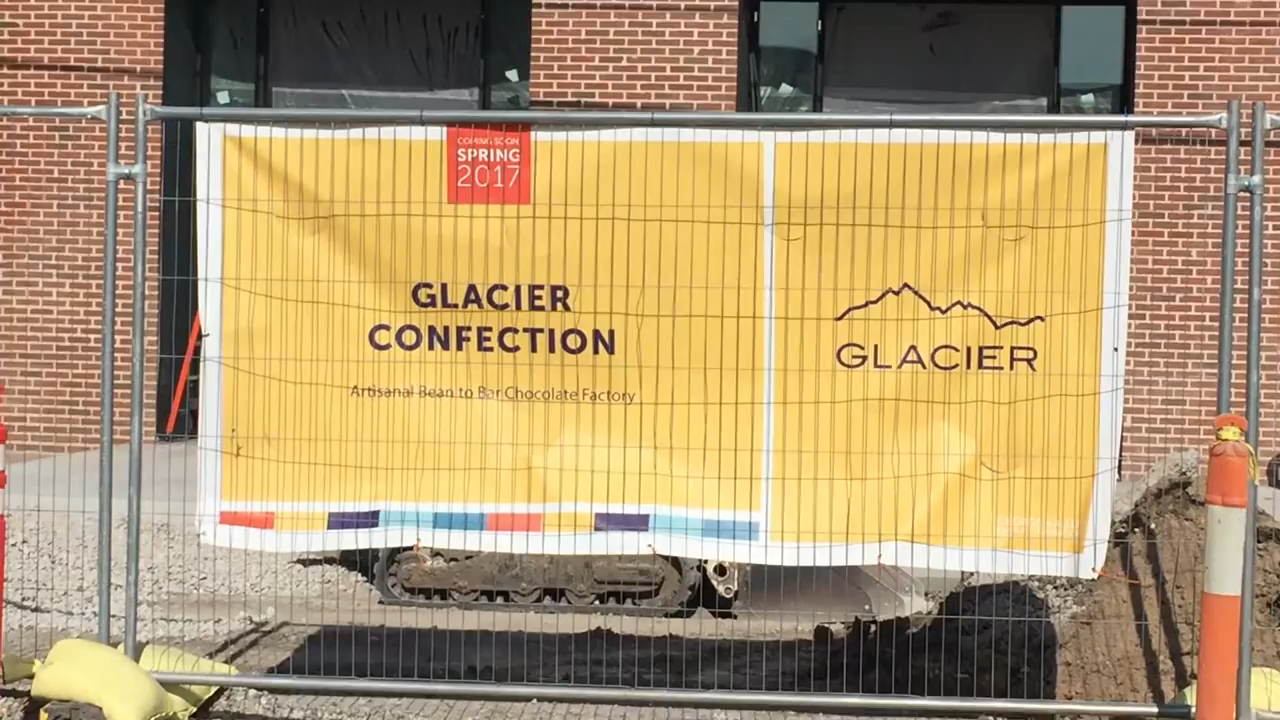 COMING SOON
SPRING
2017
GLACIER
CONFECTION
Artisanal Bean to Bar Chocolate Factory
GLACIER